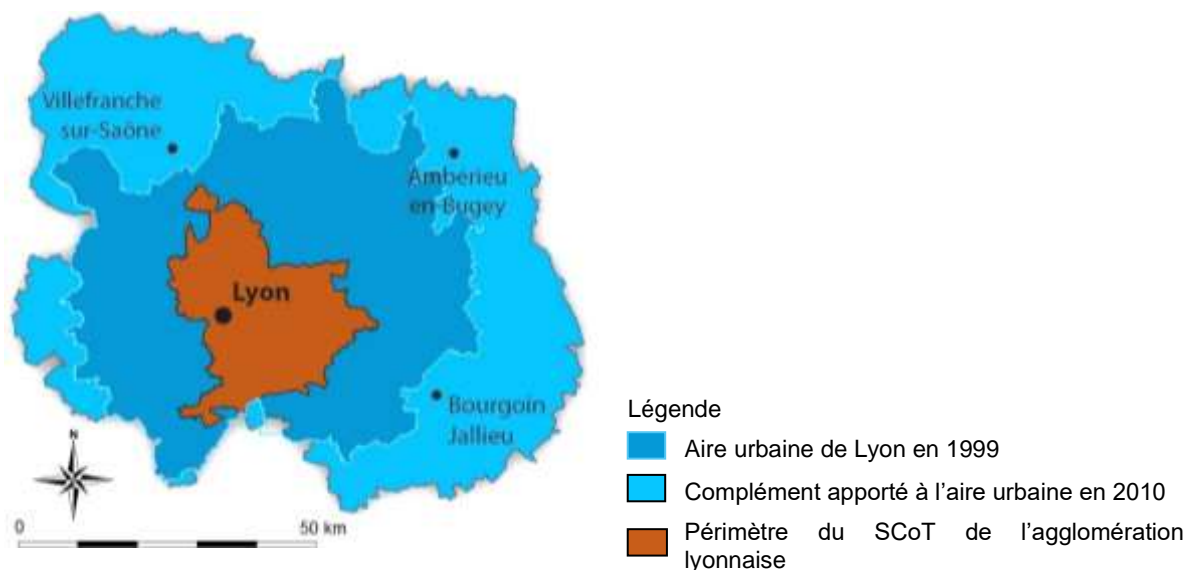 Villefranche
sur-Saône
Ambérieu
en-Bugey
Lyon
Bourgoin
Jallieu
N
0 50 km
Légende
Aire urbaine de Lyon en 1999
Complément apporté à l'aire urbaine en 2010
Périmètre du SCoT de l'agglomération
lyonnaise